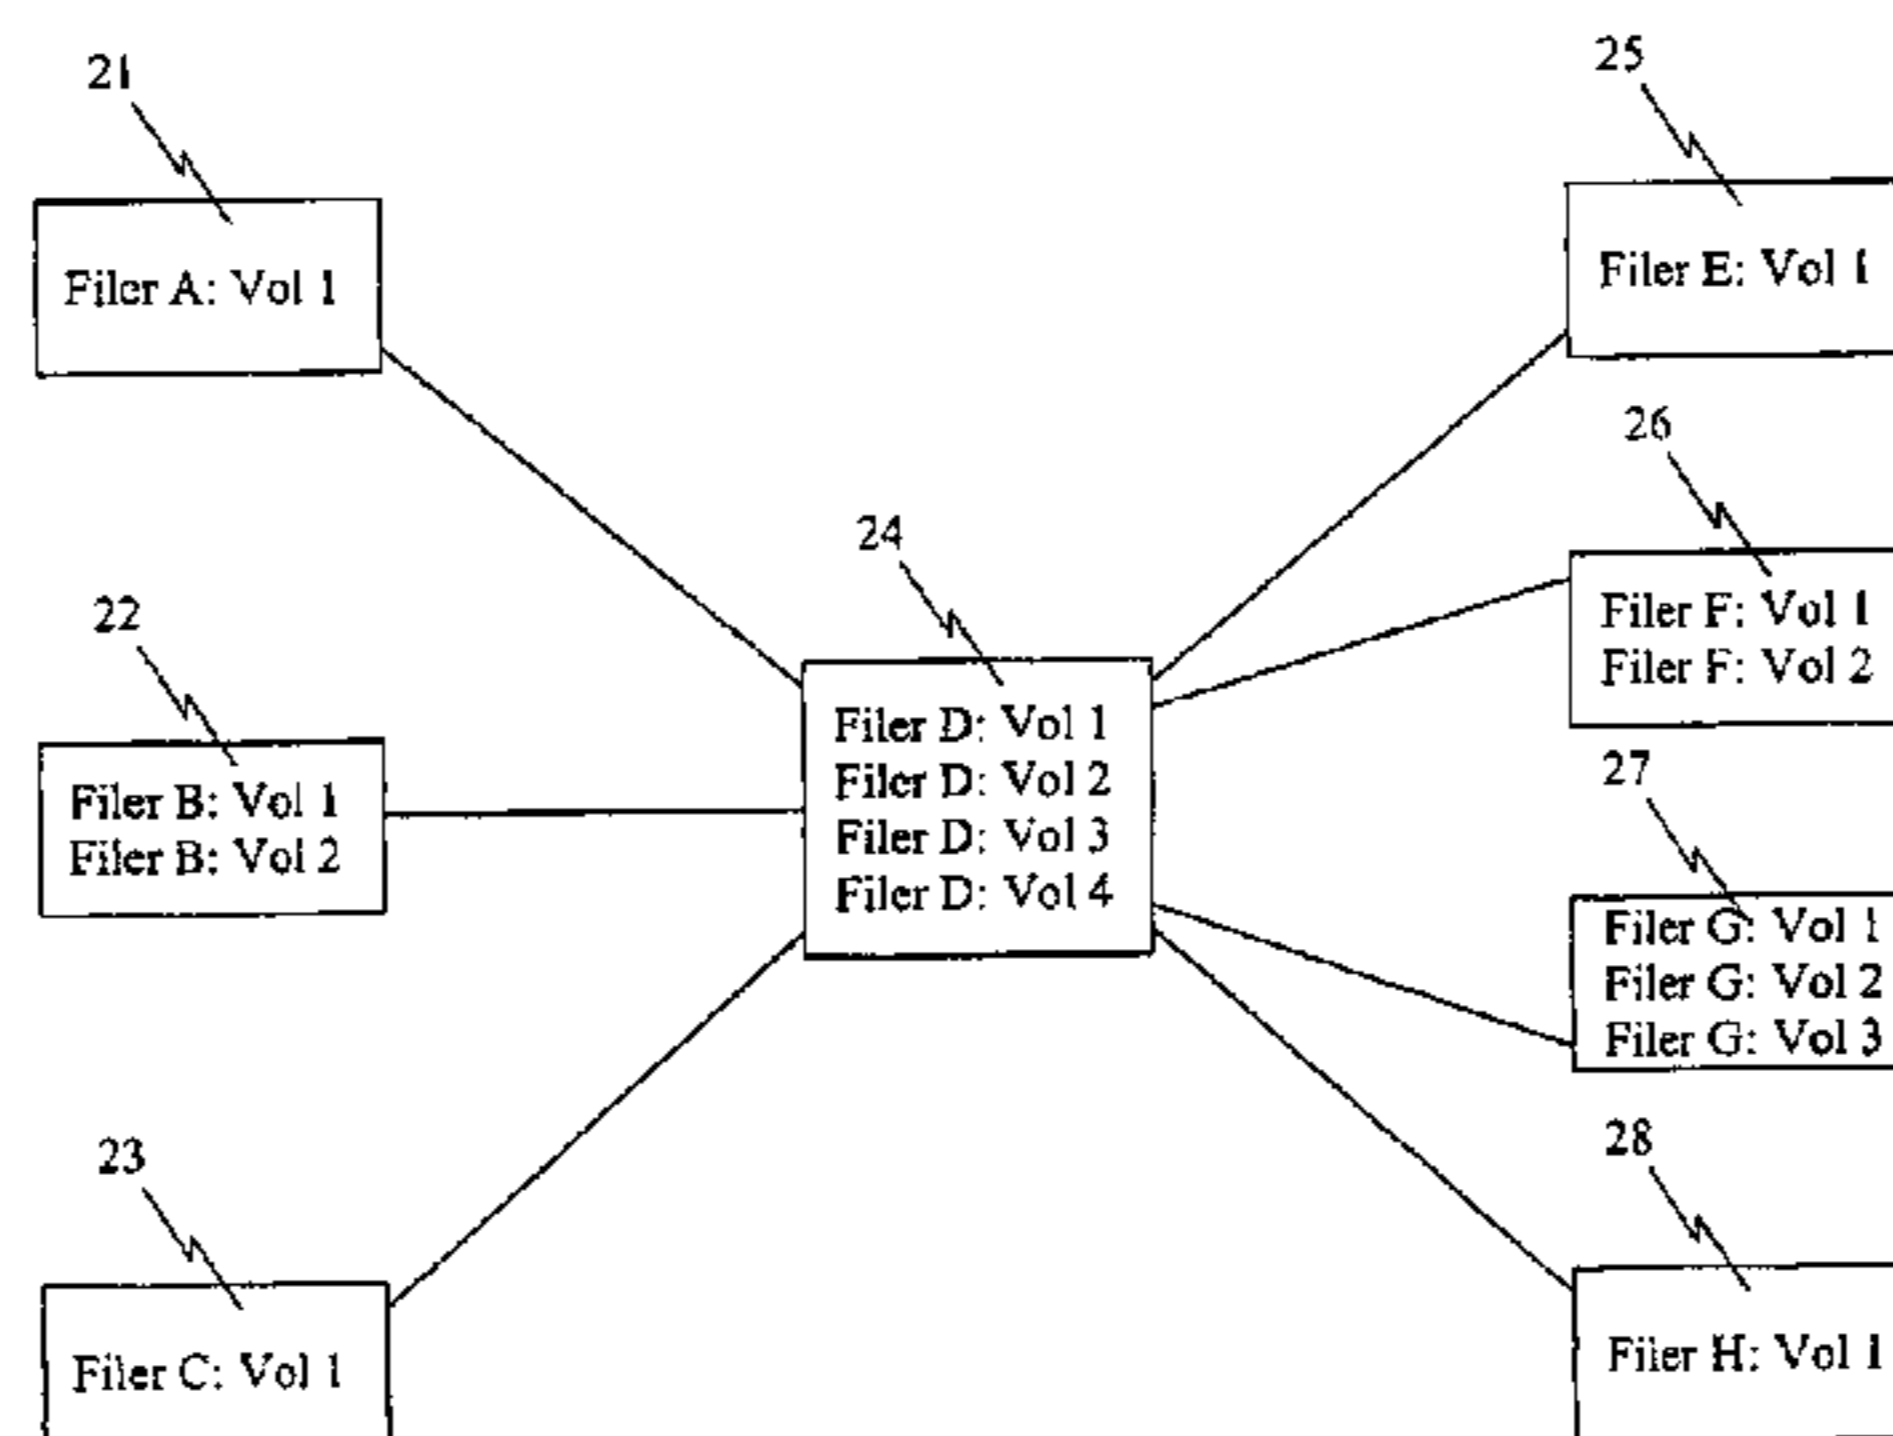 21
Filer A: Vol 1
22
Filer B: Vol 1
Filer B: Vol 2
23
Filer C: Vol 1
24
Filer D: Vol 1
Filer D: Vol 2
Filer D: Vol 3
Filer D: Vol 4
25
Filer E: Vol 1
26
Filer F: Vol 1
Filer F: Vol 2
27
Filer G: Vol 1
Filer G: Vol 2
Filer G: Vol 3
28
Filer H: Vol 1